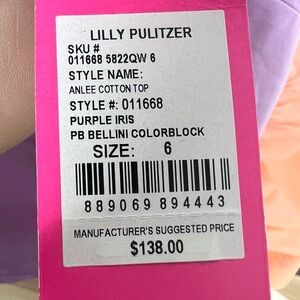 LILLY PULITZER
SKU #
011668 5822QW 6
STYLE NAME:
ANLEE COTTON TOP
STYLE #: 011668
PURPLE IRIS
PB BELLINI COLORBLOCK
SIZE: 6
889069 894443
MANUFACTURER'S SUGGESTED PRICE
$138.00